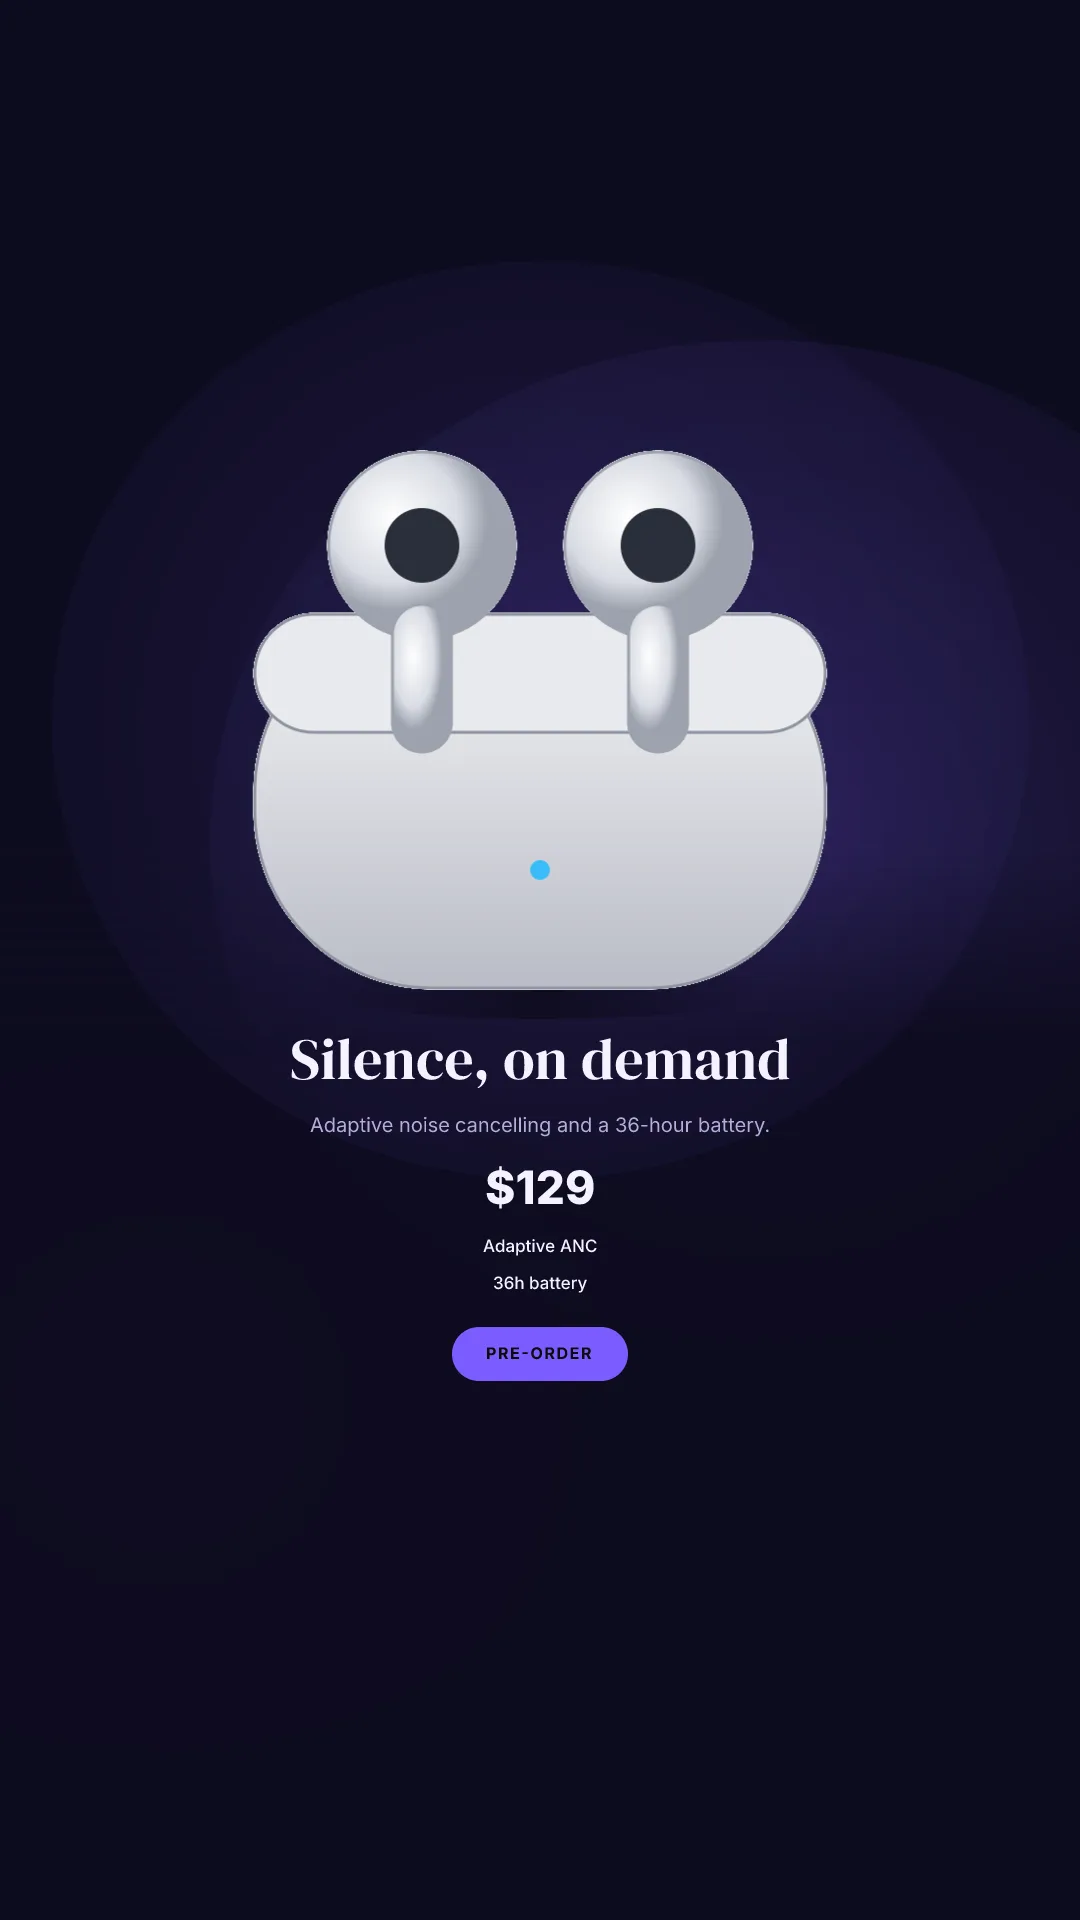 Silence, on demand
Adaptive noise cancelling and a 36-hour battery.
$129
Adaptive ANC
36h battery
PRE-ORDER